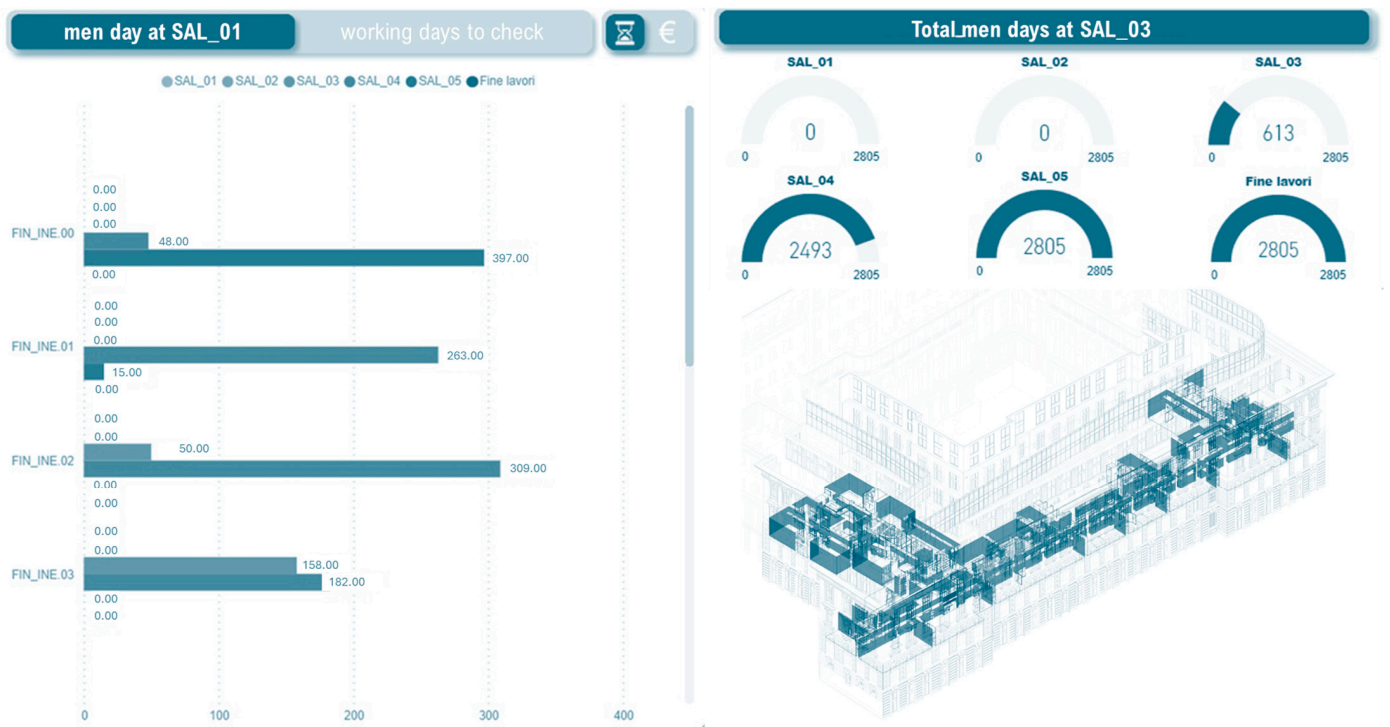 men day at SAL_01
working days to check
€
SAL_01 SAL_02 SAL_03 SAL_04 SAL_05 Fine lavori
FIN_INE.00
0.00
0.00
0.00
48.00
397.00
0.00
FIN_INE.01
0.00
0.00
0.00
263.00
15.00
0.00
FIN_INE.02
0.00
0.00
50.00
309.00
0.00
0.00
FIN_INE.03
0.00
0.00
158.00
182.00
0.00
0.00
0 100 200 300 400
Total_men days at SAL_03
SAL_01
0
0 2805
SAL_02
0
0 2805
SAL_03
613
0 2805
SAL_04
2493
0 2805
SAL_05
2805
0 2805
Fine lavori
2805
0 2805